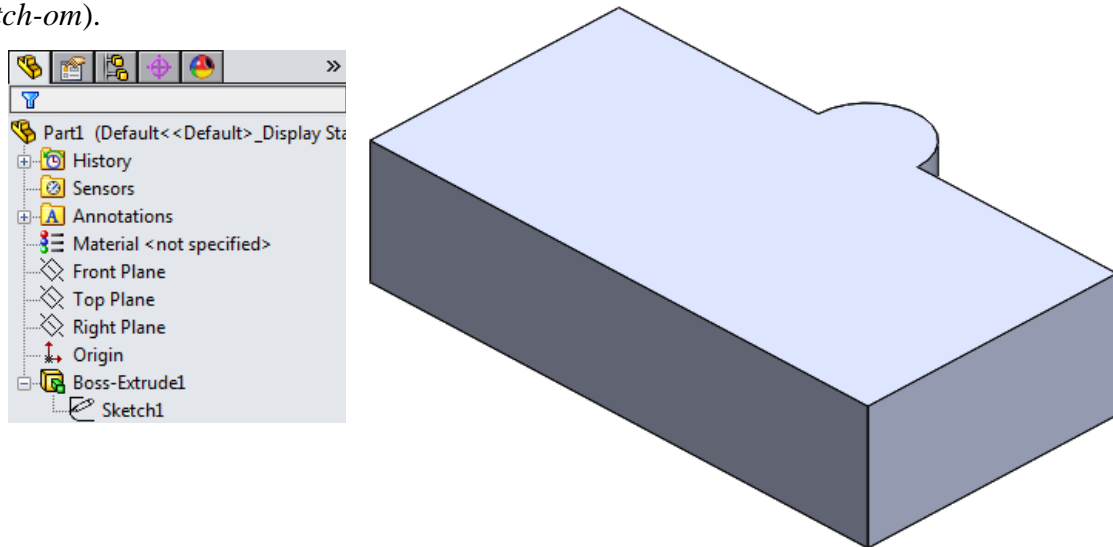 tch-om).
»
Part1 (Default<<Default>_Display Sta
History
Sensors
A Annotations
Material <not specified>
Front Plane
Top Plane
Right Plane
Origin
Boss-Extrude1
Sketch1